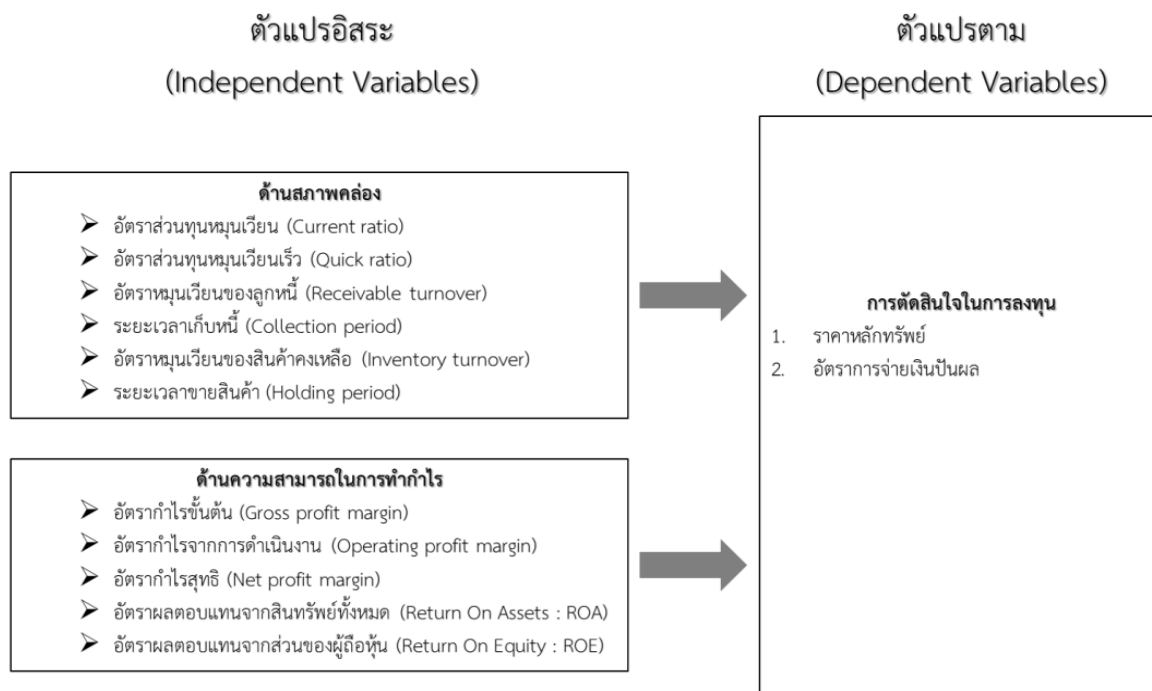 ตัวแปรอิสระ
(Independent Variables)
ด้านสภาพคล่อง
อัตราส่วนทุนหมุนเวียน (Current ratio)
อัตราส่วนทุนหมุนเวียนเร็ว (Quick ratio)
อัตราหมุนเวียนของลูกหนี้ (Receivable turnover)
ระยะเวลาเก็บหนี้ (Collection period)
อัตราหมุนเวียนของสินค้าคงเหลือ (Inventory turnover)
ระยะเวลาขายสินค้า (Holding period)
ด้านความสามารถในการทำกำไร
อัตรากำไรขั้นต้น (Gross profit margin)
อัตรากำไรจากการดำเนินงาน (Operating profit margin)
อัตรากำไรสุทธิ (Net profit margin)
อัตราผลตอบแทนจากสินทรัพย์ทั้งหมด (Return On Assets : ROA)
อัตราผลตอบแทนจากส่วนของผู้ถือหุ้น (Return On Equity : ROE)
ตัวแปรตาม
(Dependent Variables)
การตัดสินใจในการลงทุน
1. ราคาหลักทรัพย์
2. อัตราการจ่ายเงินปันผล